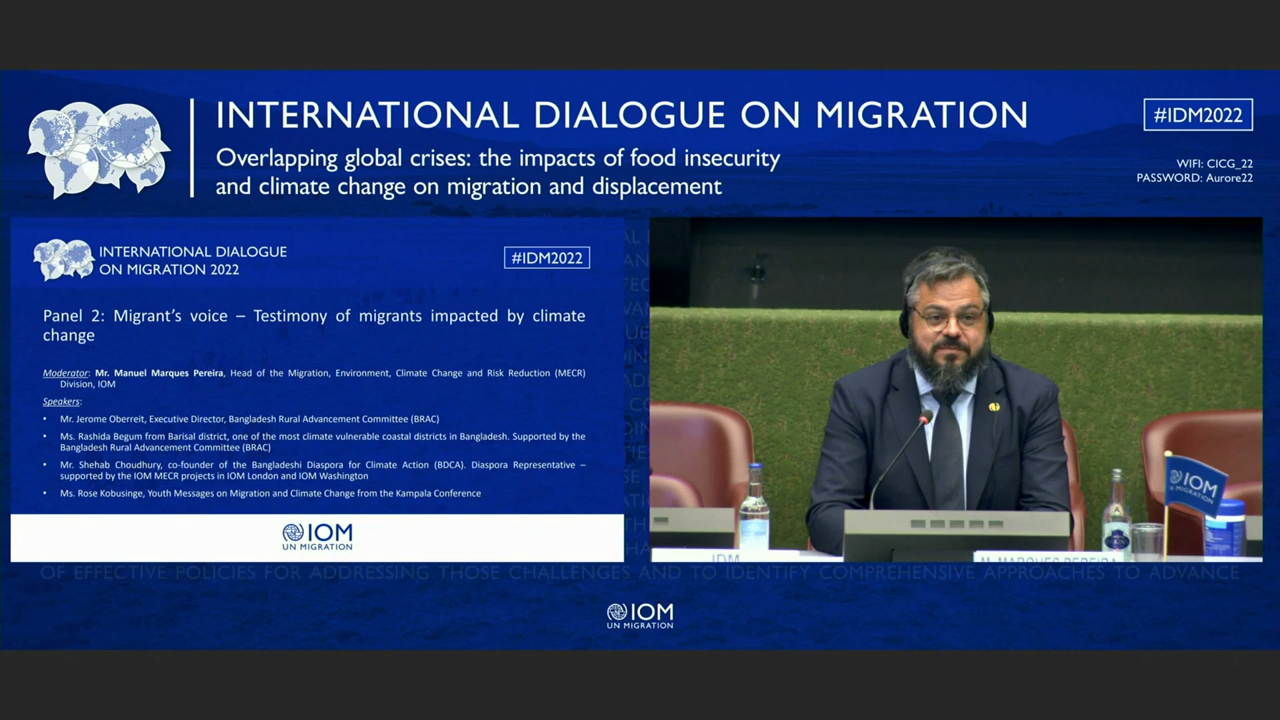 INTERNATIONAL DIALOGUE ON MIGRATION
Overlapping global crises: the impacts of food insecurity
and climate change on migration and displacement
#IDM2022
WIFI: CICG_22
PASSWORD: Aurore22
INTERNATIONAL DIALOGUE
ON MIGRATION 2022
#IDM2022
Panel 2: Migrant's voice – Testimony of migrants impacted by climate
change
Moderator: Mr. Manuel Marques Pereira, Head of the Migration, Environment, Climate Change and Risk Reduction (MECR)
Division, IOM
Speakers:
• Mr. Jerome Oberreit, Executive Director, Bangladesh Rural Advancement Committee (BRAC)
• Ms. Rashida Begum from Barisal district, one of the most climate vulnerable coastal districts in Bangladesh. Supported by the
Bangladesh Rural Advancement Committee (BRAC)
• Mr. Shehab Choudhury, co-founder of the Bangladeshi Diaspora for Climate Action (BDCA). Diaspora Representative –
supported by the IOM MECR projects in IOM London and IOM Washington
• Ms. Rose Kobusinge, Youth Messages on Migration and Climate Change from the Kampala Conference
IOM
UN MIGRATION
IOM
UN MIGRATION
IDM
M. MARQUES PEREIRA
OF EFFECTIVE POLICIES FOR ADDRESSING THOSE CHALLENGES AND TO IDENTIFY COMPREHENSIVE APPROACHES TO ADVANCE
IOM
UN MIGRATION